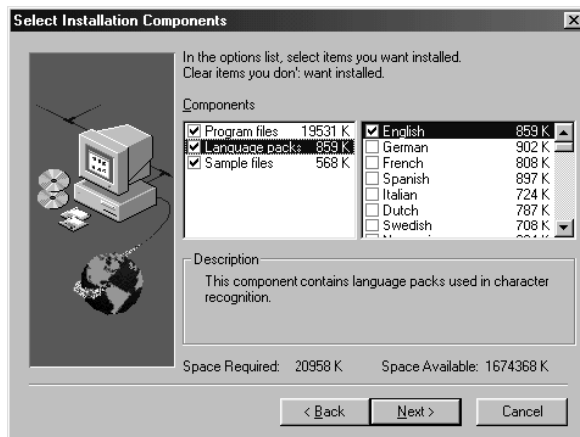 Select Installation Components
In the options list, select items you want installed.
Clear items you don': want installed.
Components
Program files 19531 K
Language packs 859 K
Sample files 568 K
English 859 K
German 902 K
French 808 K
Spanish 897 K
Italian 724 K
Dutch 787 K
Swedish 708 K
Description
This component contains language packs used in character
recognition.
Space Required: 20958 K Space Available: 1674368 K
< Back Next > Cancel